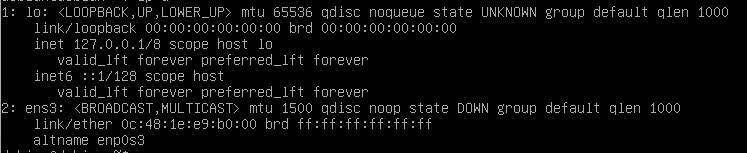 1: lo: <LOOPBACK,UP,LOWER_UP> mtu 65536 qdisc noqueue state UNKNOWN group default qlen 1000
link/loopback 00:00:00:00:00:00 brd 00:00:00:00:00:00
inet 127.0.0.1/8 scope host lo
valid_lft forever preferred_lft forever
inet6 ::1/128 scope host
valid_lft forever preferred_lft forever
2: ens3: <BROADCAST,MULTICAST> mtu 1500 qdisc noop state DOWN group default qlen 1000
link/ether 0c:48:1e:e9:b0:00 brd ff:ff:ff:ff:ff:ff
altname enp0s3